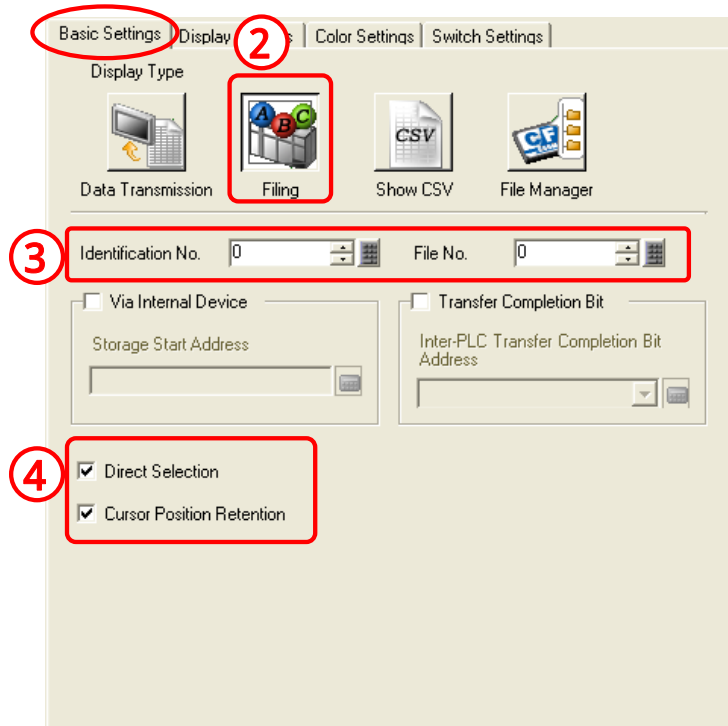 Basic Settings Display s Color Settings Switch Settings
2
Display Type
A B C
CSV
CF
Data Transmission Filing Show CSV File Manager
3
Identification No. 0 File No. 0
Via Internal Device Transfer Completion Bit
Storage Start Address
Inter-PLC Transfer Completion Bit
Address
4
Direct Selection
Cursor Position Retention